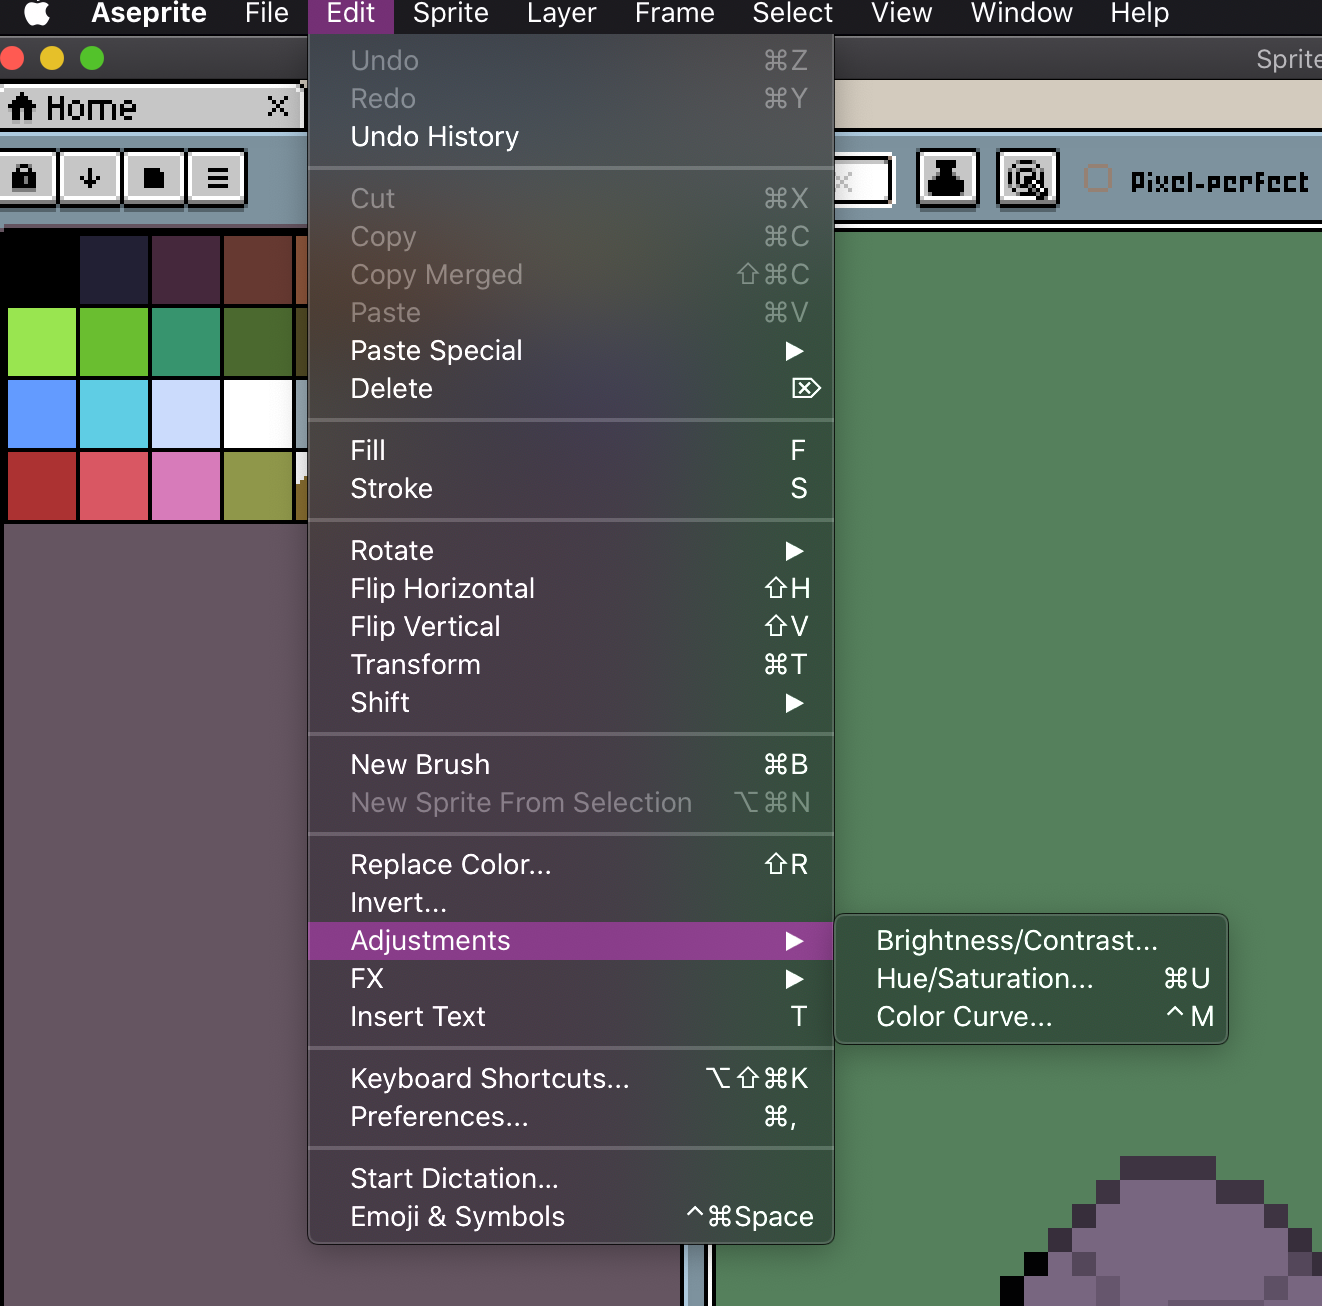 Aseprite File Edit Sprite Layer Frame Select View Window Help
Sprite
Home
Pixel-perfect
Undo ⌘Z
Redo ⌘Y
Undo History
Cut ⌘X
Copy ⌘C
Copy Merged ⇧⌘C
Paste ⌘V
Paste Special ▶
Delete ⌦
Fill F
Stroke S
Rotate ▶
Flip Horizontal ⇧H
Flip Vertical ⇧V
Transform ⌘T
Shift ▶
New Brush ⌘B
New Sprite From Selection ⌥⌘N
Replace Color... ⇧R
Invert...
Adjustments ▶
Brightness/Contrast...
FX ▶
Hue/Saturation... ⌘U
Insert Text T
Color Curve... ^M
Keyboard Shortcuts... ⌥⇧⌘K
Preferences... ⌘,
Start Dictation...
Emoji & Symbols ^⌘Space